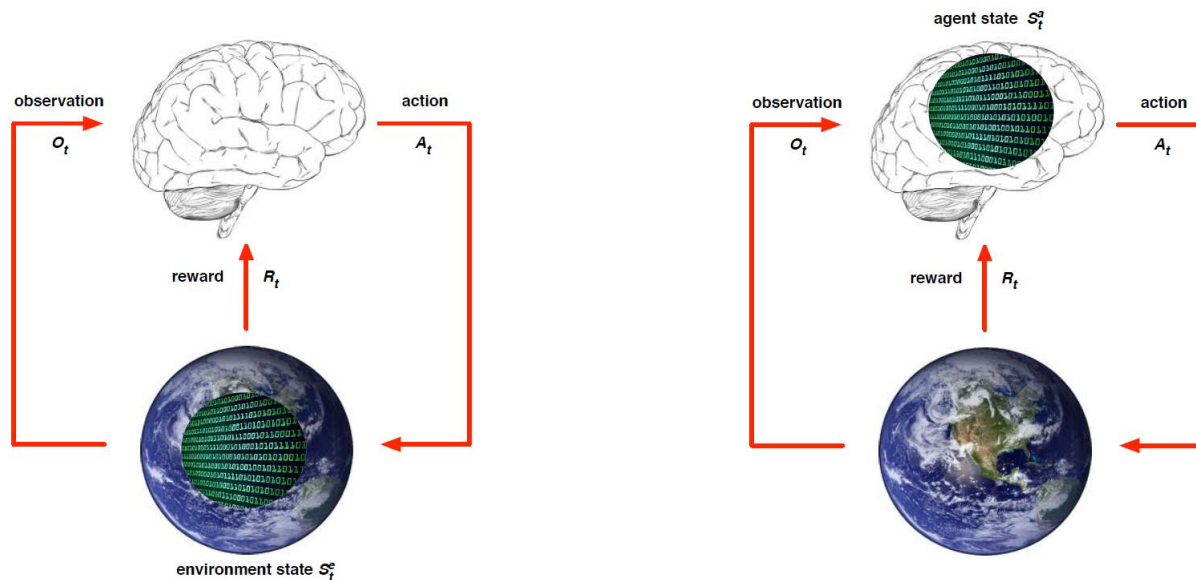 observation
O_t
action
A_t
reward R_t
environment state S_t^e
agent state S_t^a
observation
O_t
action
A_t
reward R_t